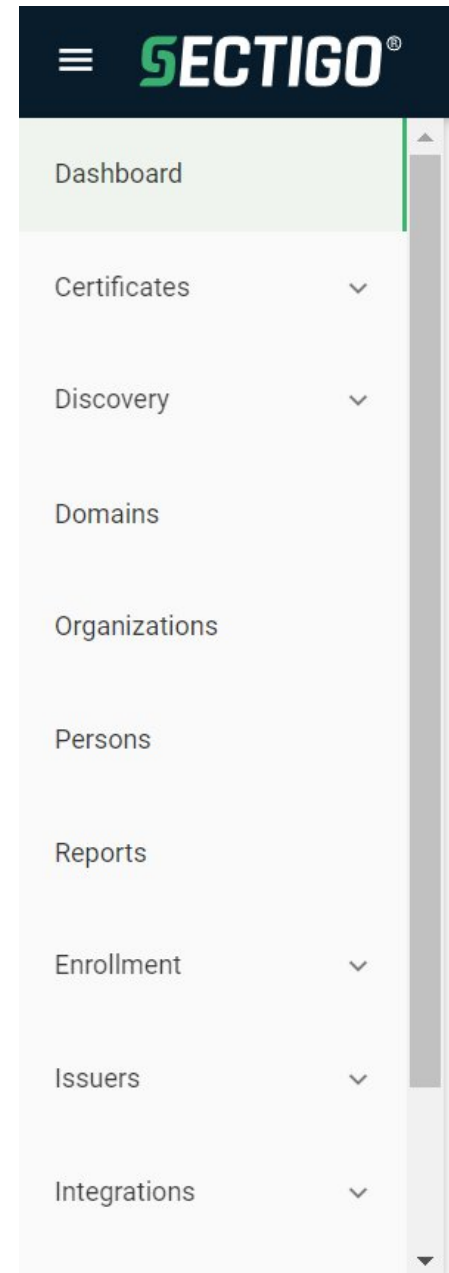 SECTIGO®
Dashboard
Certificates
Discovery
Domains
Organizations
Persons
Reports
Enrollment
Issuers
Integrations